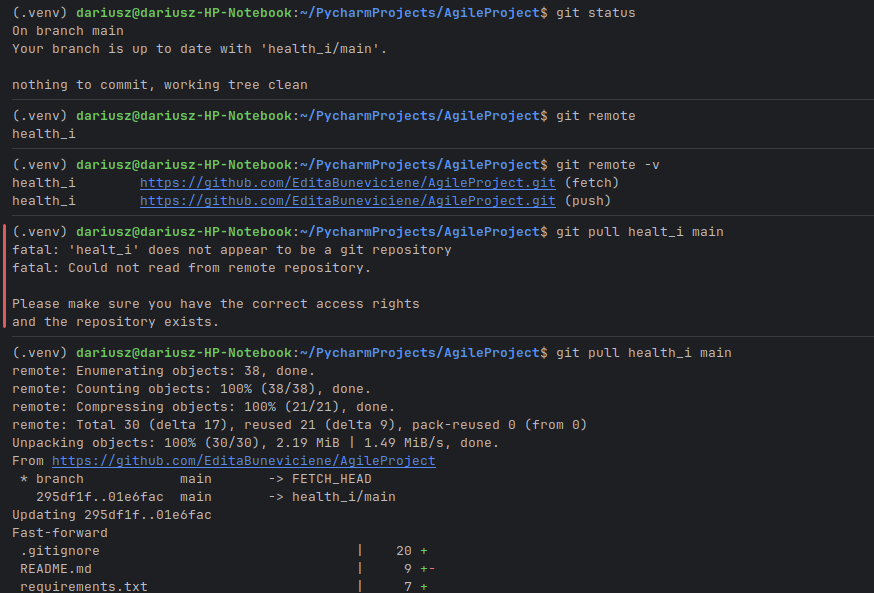 (.venv) dariusz@dariusz-HP-Notebook:~/PycharmProjects/AgileProject$ git status
On branch main
Your branch is up to date with 'health_i/main'.
nothing to commit, working tree clean
(.venv) dariusz@dariusz-HP-Notebook:~/PycharmProjects/AgileProject$ git remote
health_i
(.venv) dariusz@dariusz-HP-Notebook:~/PycharmProjects/AgileProject$ git remote -v
health_i        https://github.com/EditaBuneviciene/AgileProject.git (fetch)
health_i        https://github.com/EditaBuneviciene/AgileProject.git (push)
(.venv) dariusz@dariusz-HP-Notebook:~/PycharmProjects/AgileProject$ git pull healt_i main
fatal: 'healt_i' does not appear to be a git repository
fatal: Could not read from remote repository.
Please make sure you have the correct access rights
and the repository exists.
(.venv) dariusz@dariusz-HP-Notebook:~/PycharmProjects/AgileProject$ git pull health_i main
remote: Enumerating objects: 38, done.
remote: Counting objects: 100% (38/38), done.
remote: Compressing objects: 100% (21/21), done.
remote: Total 30 (delta 17), reused 21 (delta 9), pack-reused 0 (from 0)
Unpacking objects: 100% (30/30), 2.19 MiB | 1.49 MiB/s, done.
From https://github.com/EditaBuneviciene/AgileProject
 * branch            main       -> FETCH_HEAD
   295df1f..01e6fac  main       -> health_i/main
Updating 295df1f..01e6fac
Fast-forward
 .gitignore                                |    20 +
 README.md                                 |     9 +-
 requirements.txt                          |     7 +